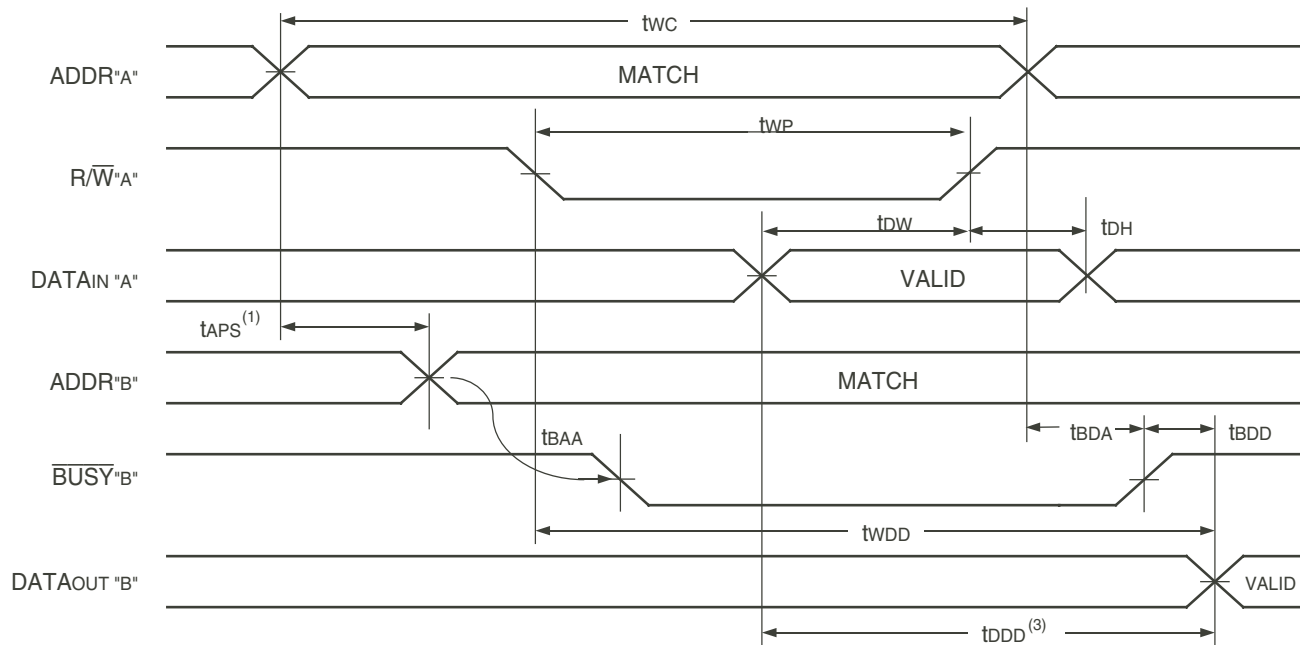 tWC
ADDR"A"
MATCH
tWP
R/W̅"A"
tDW
tDH
DATAIN "A"
VALID
tAPS(1)
ADDR"B"
MATCH
tBAA
tBDA
tBDD
B̅U̅S̅Y̅"B"
tWDD
DATAOUT "B"
VALID
tDDD(3)